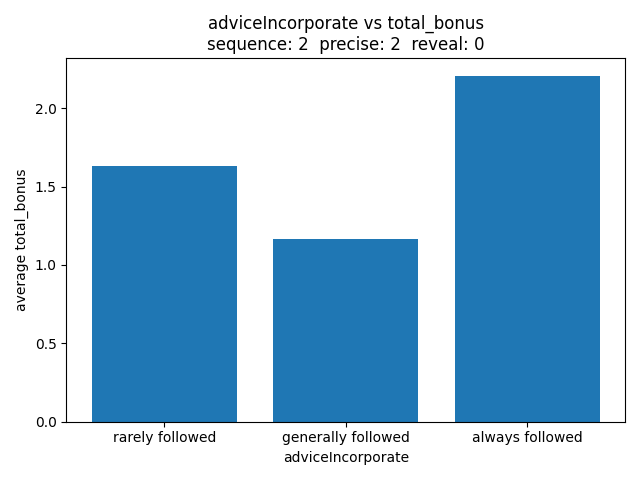 adviceIncorporate vs total_bonus
sequence: 2  precise: 2  reveal: 0
average total_bonus
2.0
1.5
1.0
0.5
0.0
rarely followed
generally followed
always followed
adviceIncorporate